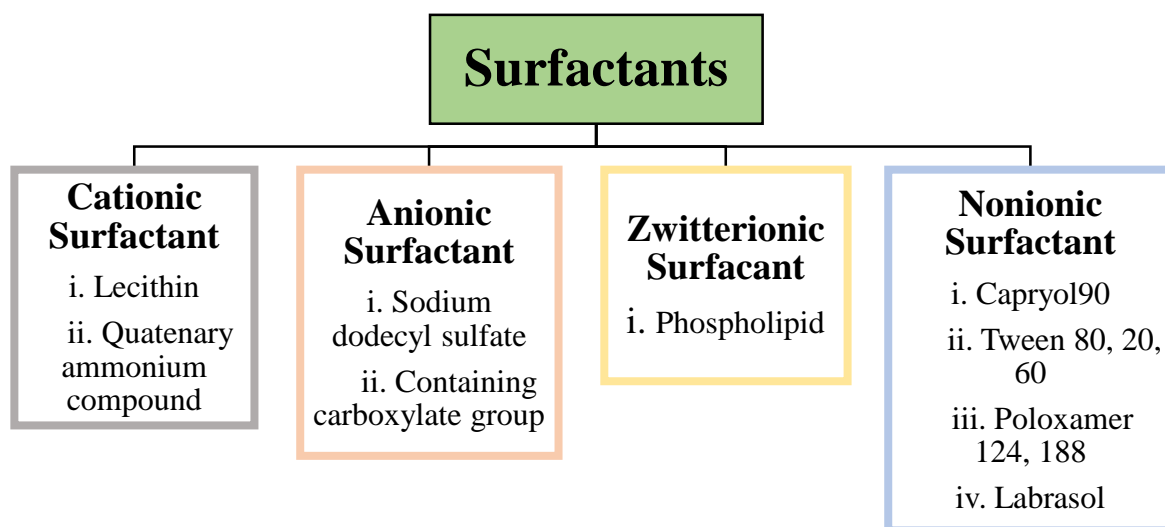 Surfactants
Cationic
Surfactant
i. Lecithin
ii. Quatenary
ammonium
compound
Anionic
Surfactant
i. Sodium
dodecyl sulfate
ii. Containing
carboxylate group
Zwitterionic
Surfacant
i. Phospholipid
Nonionic
Surfactant
i. Capryol90
ii. Tween 80, 20,
60
iii. Poloxamer
124, 188
iv. Labrasol